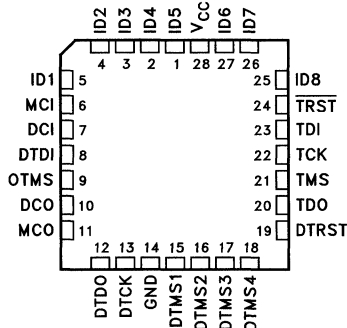 ID2 ID3 ID4 ID5 VCC ID6 ID7
4 3 2 1 28 27 26
ID1 5 25 ID8
MCI 6 24 TRST
DCI 7 23 TDI
DTDI 8 22 TCK
OTMS 9 21 TMS
DCO 10 20 TDO
MCO 11 19 DTRST
12 13 14 15 16 17 18
DTDO DTCK GND DTMS1 DTMS2 DTMS3 DTMS4